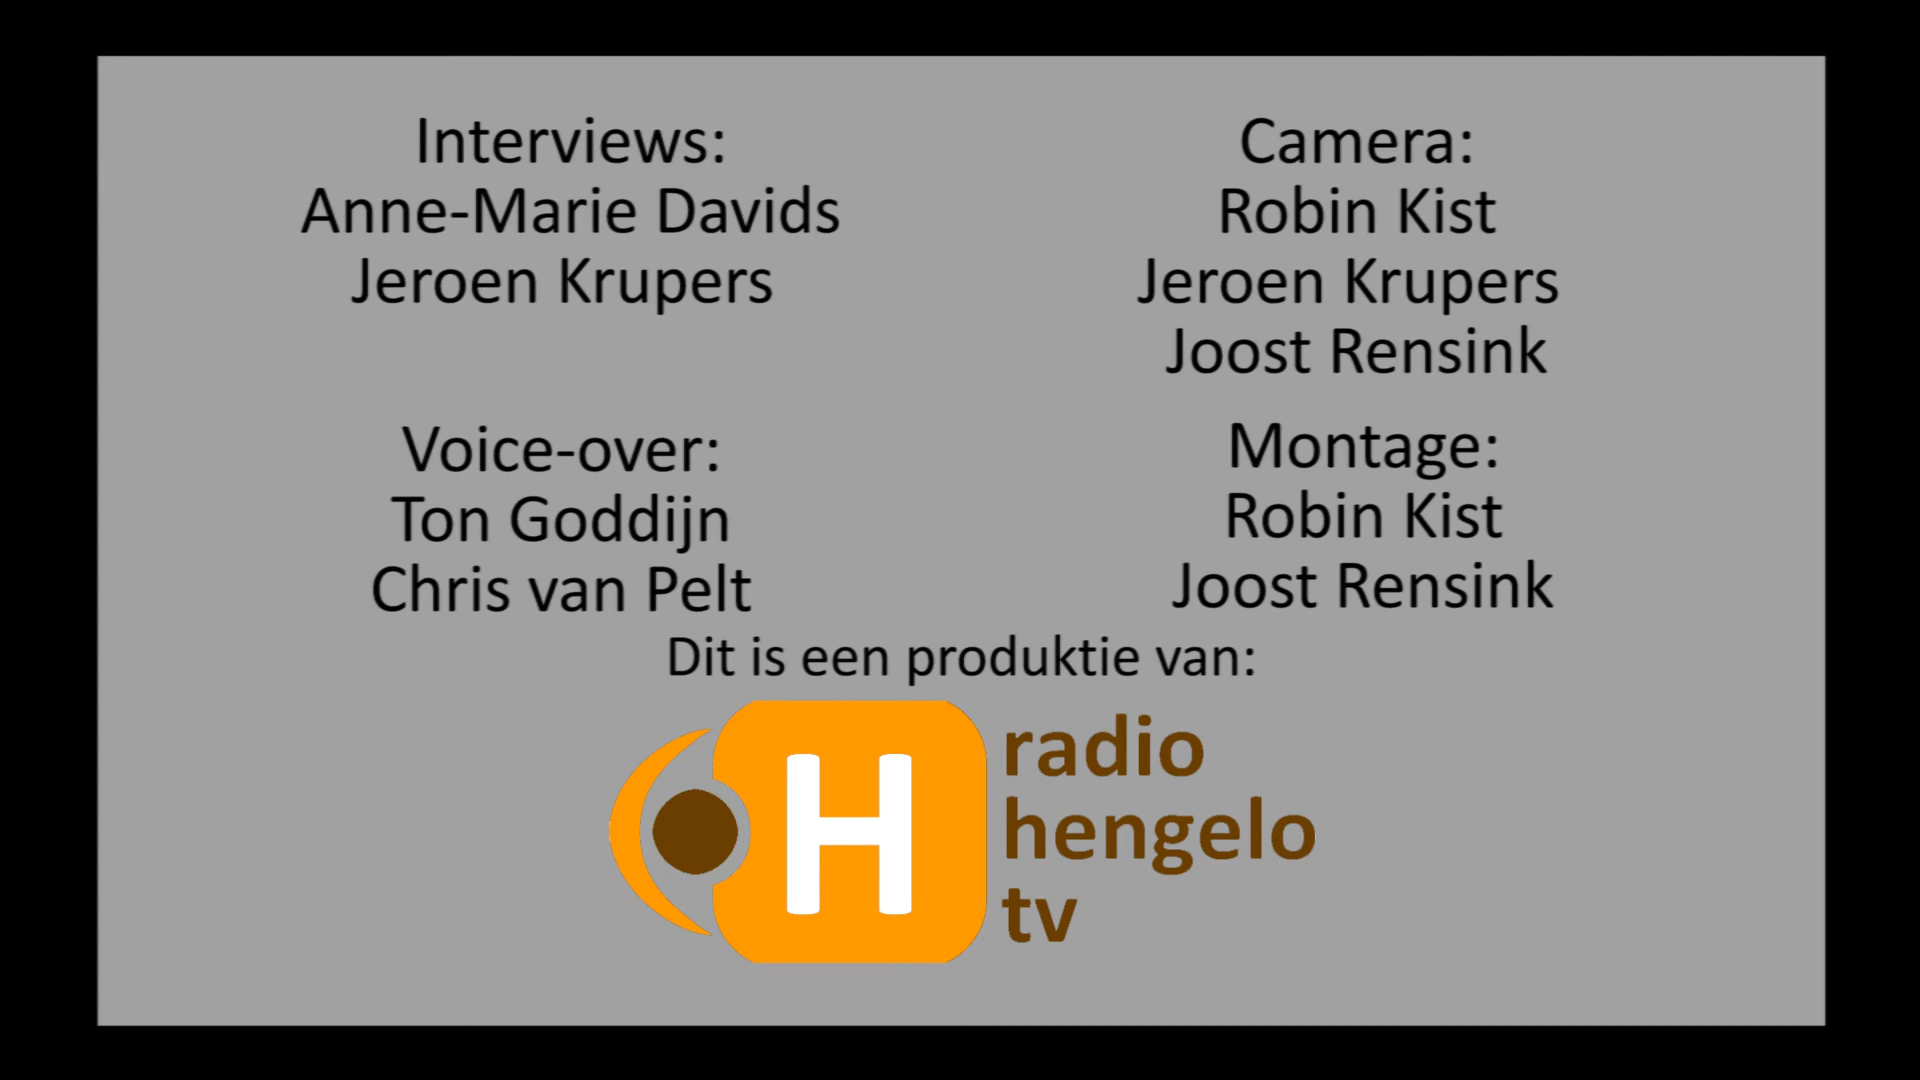 Interviews:
Anne-Marie Davids
Jeroen Krupers
Camera:
Robin Kist
Jeroen Krupers
Joost Rensink
Voice-over:
Ton Goddijn
Chris van Pelt
Montage:
Robin Kist
Joost Rensink
Dit is een produktie van:
H
radio
hengelo
tv